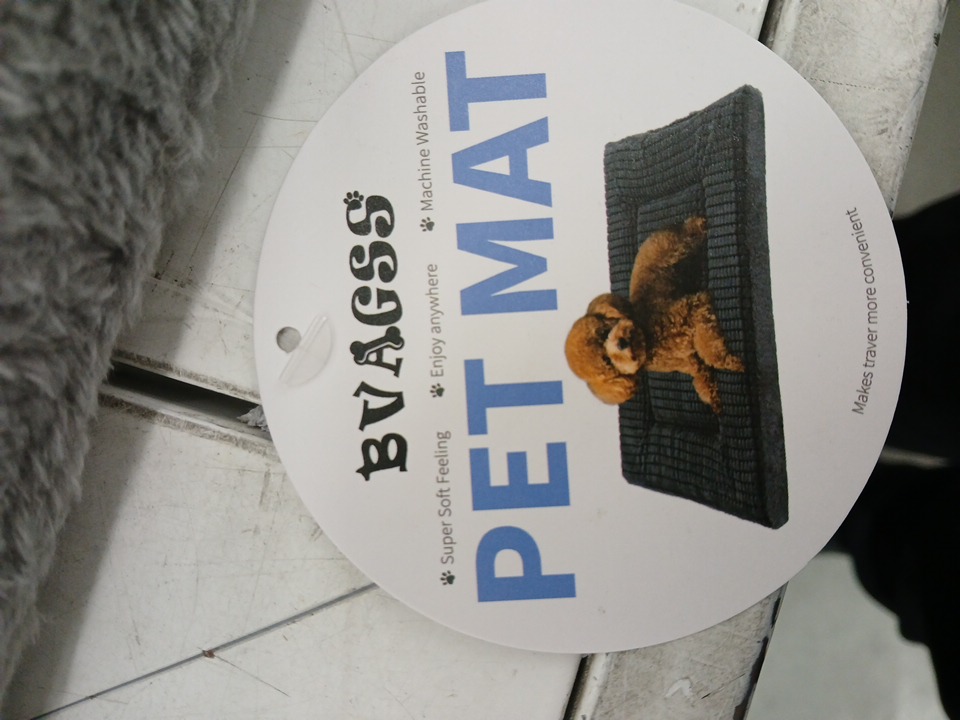 BVAGSS
Super Soft Feeling Enjoy anywhere Machine Washable
PET MAT
Makes traver more convenient